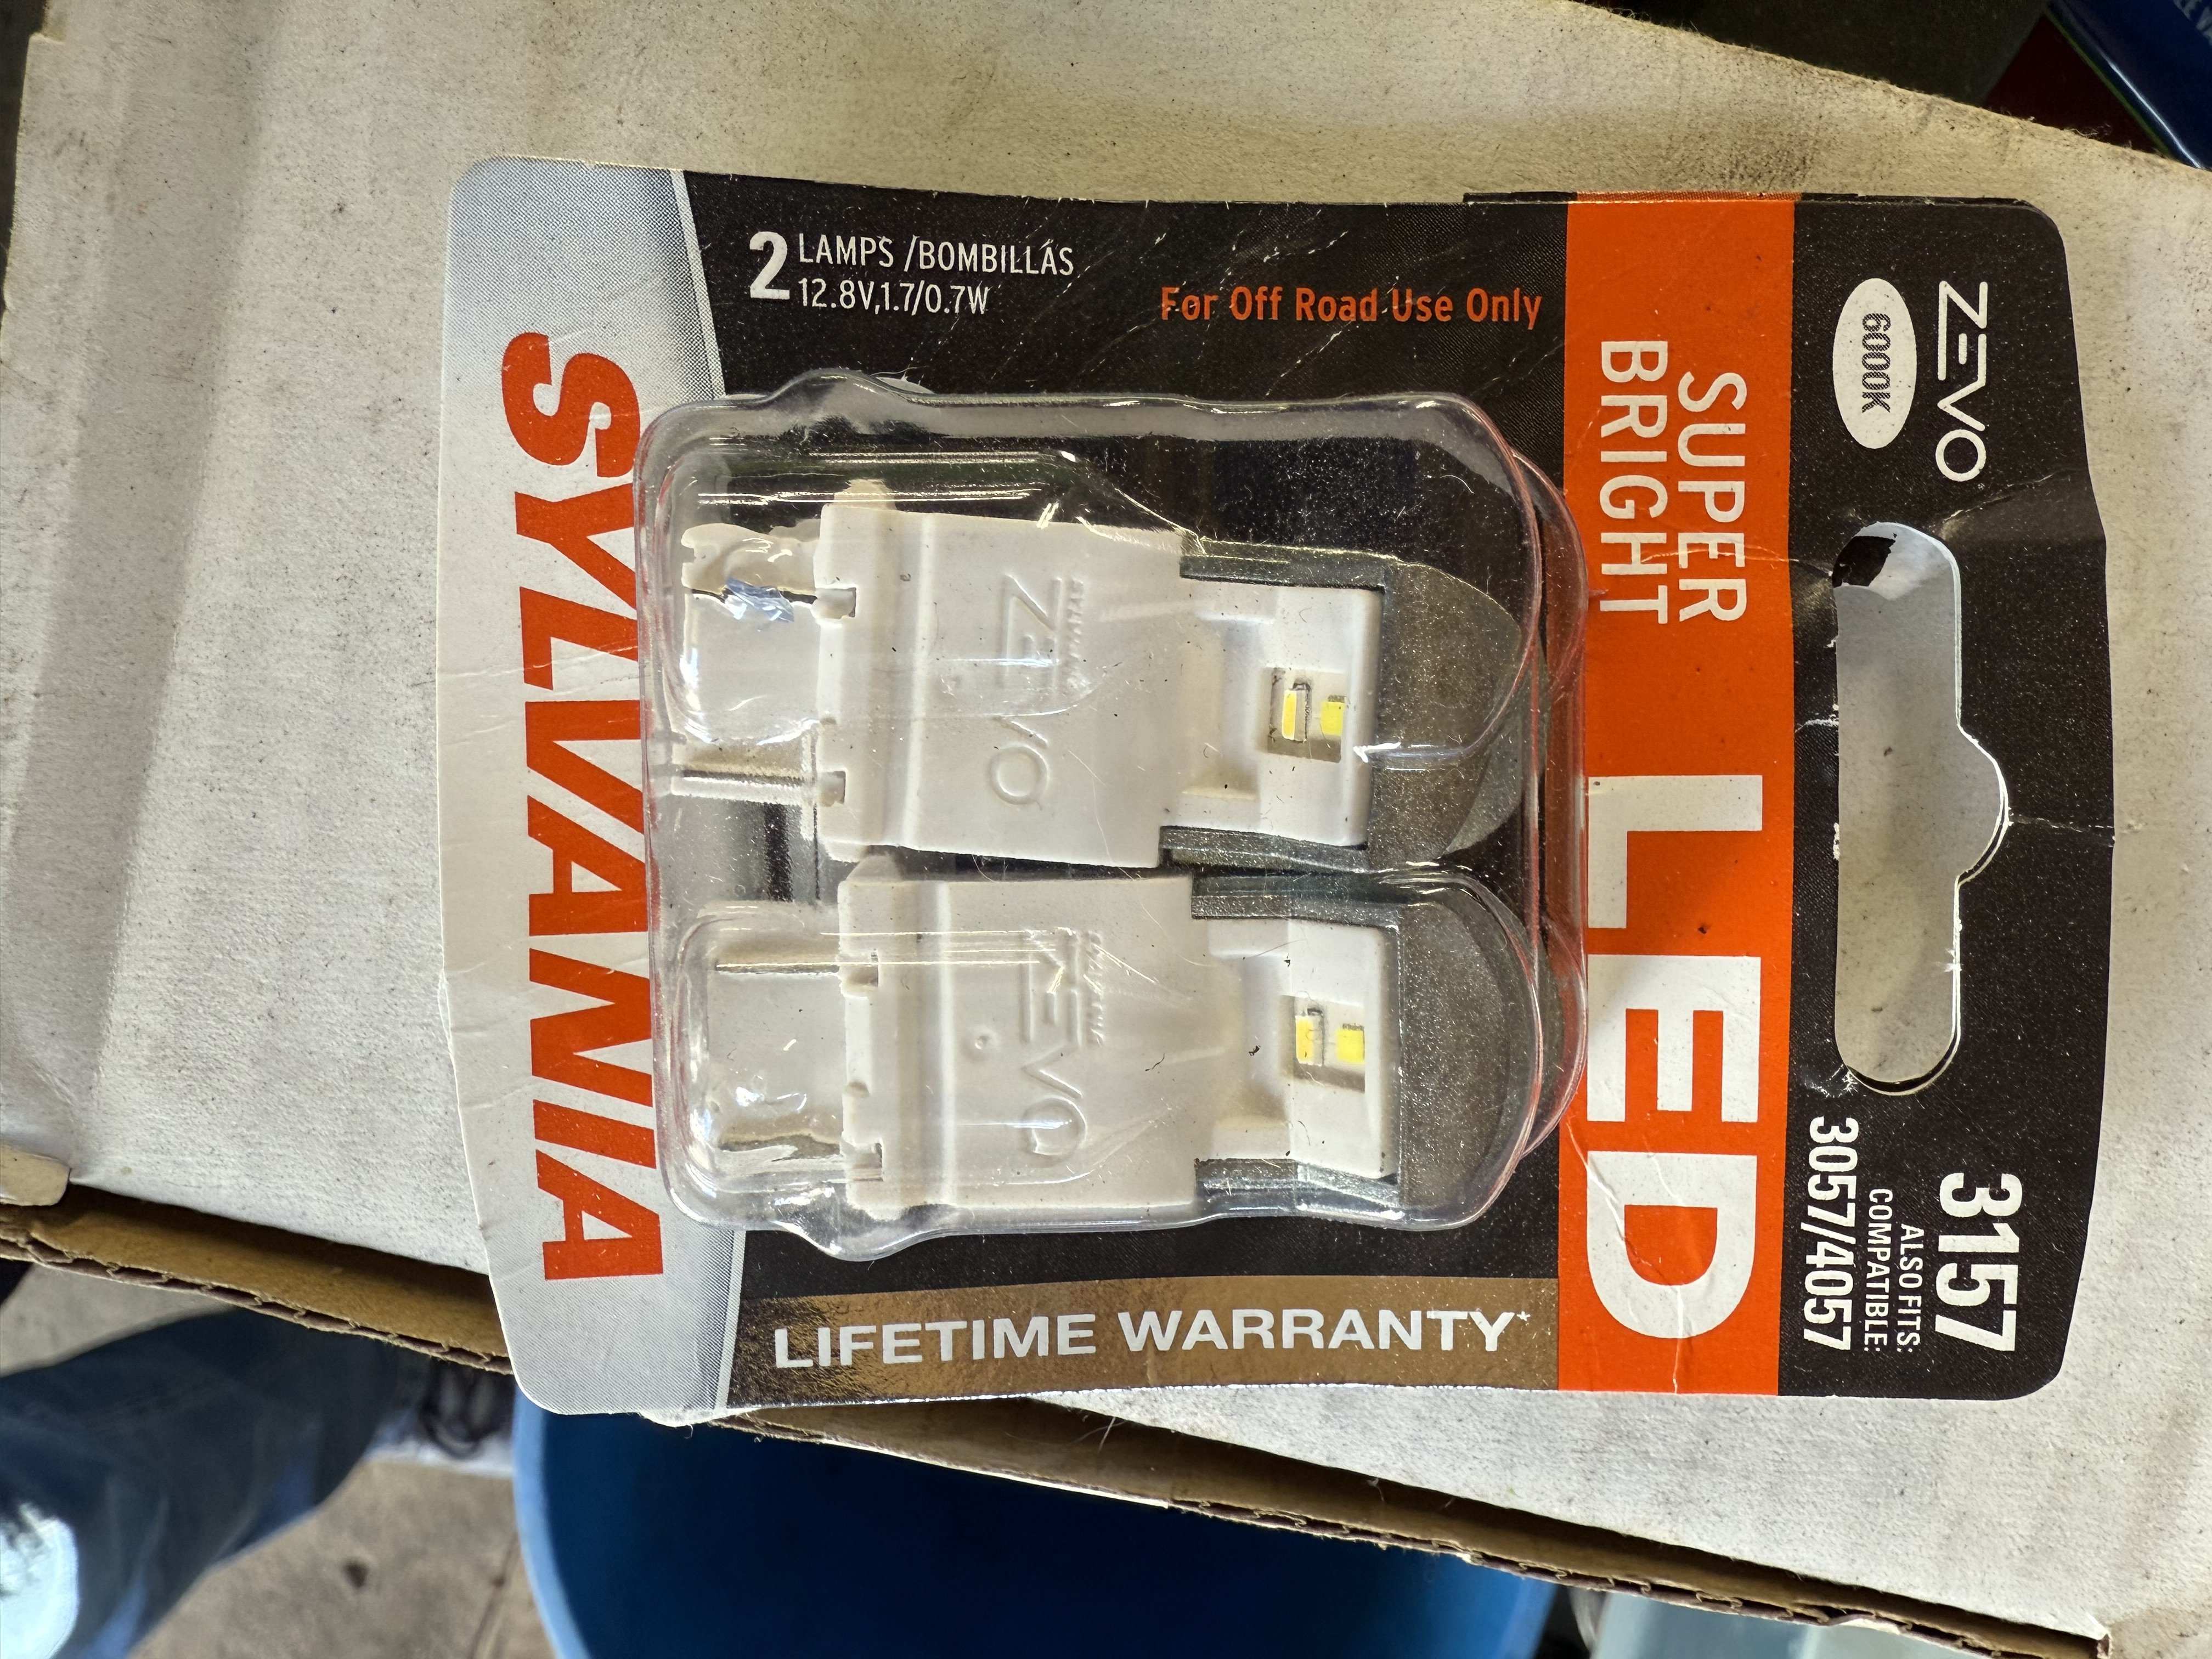 ZEVO
6000K
3157
ALSO FITS:
COMPATIBLE:
3057/4057
SUPER
BRIGHT
LED
2 LAMPS /BOMBILLAS
12.8V,1.7/0.7W
For Off Road Use Only
ZEVO
ZEVO
LIFETIME WARRANTY*
SYLVANIA